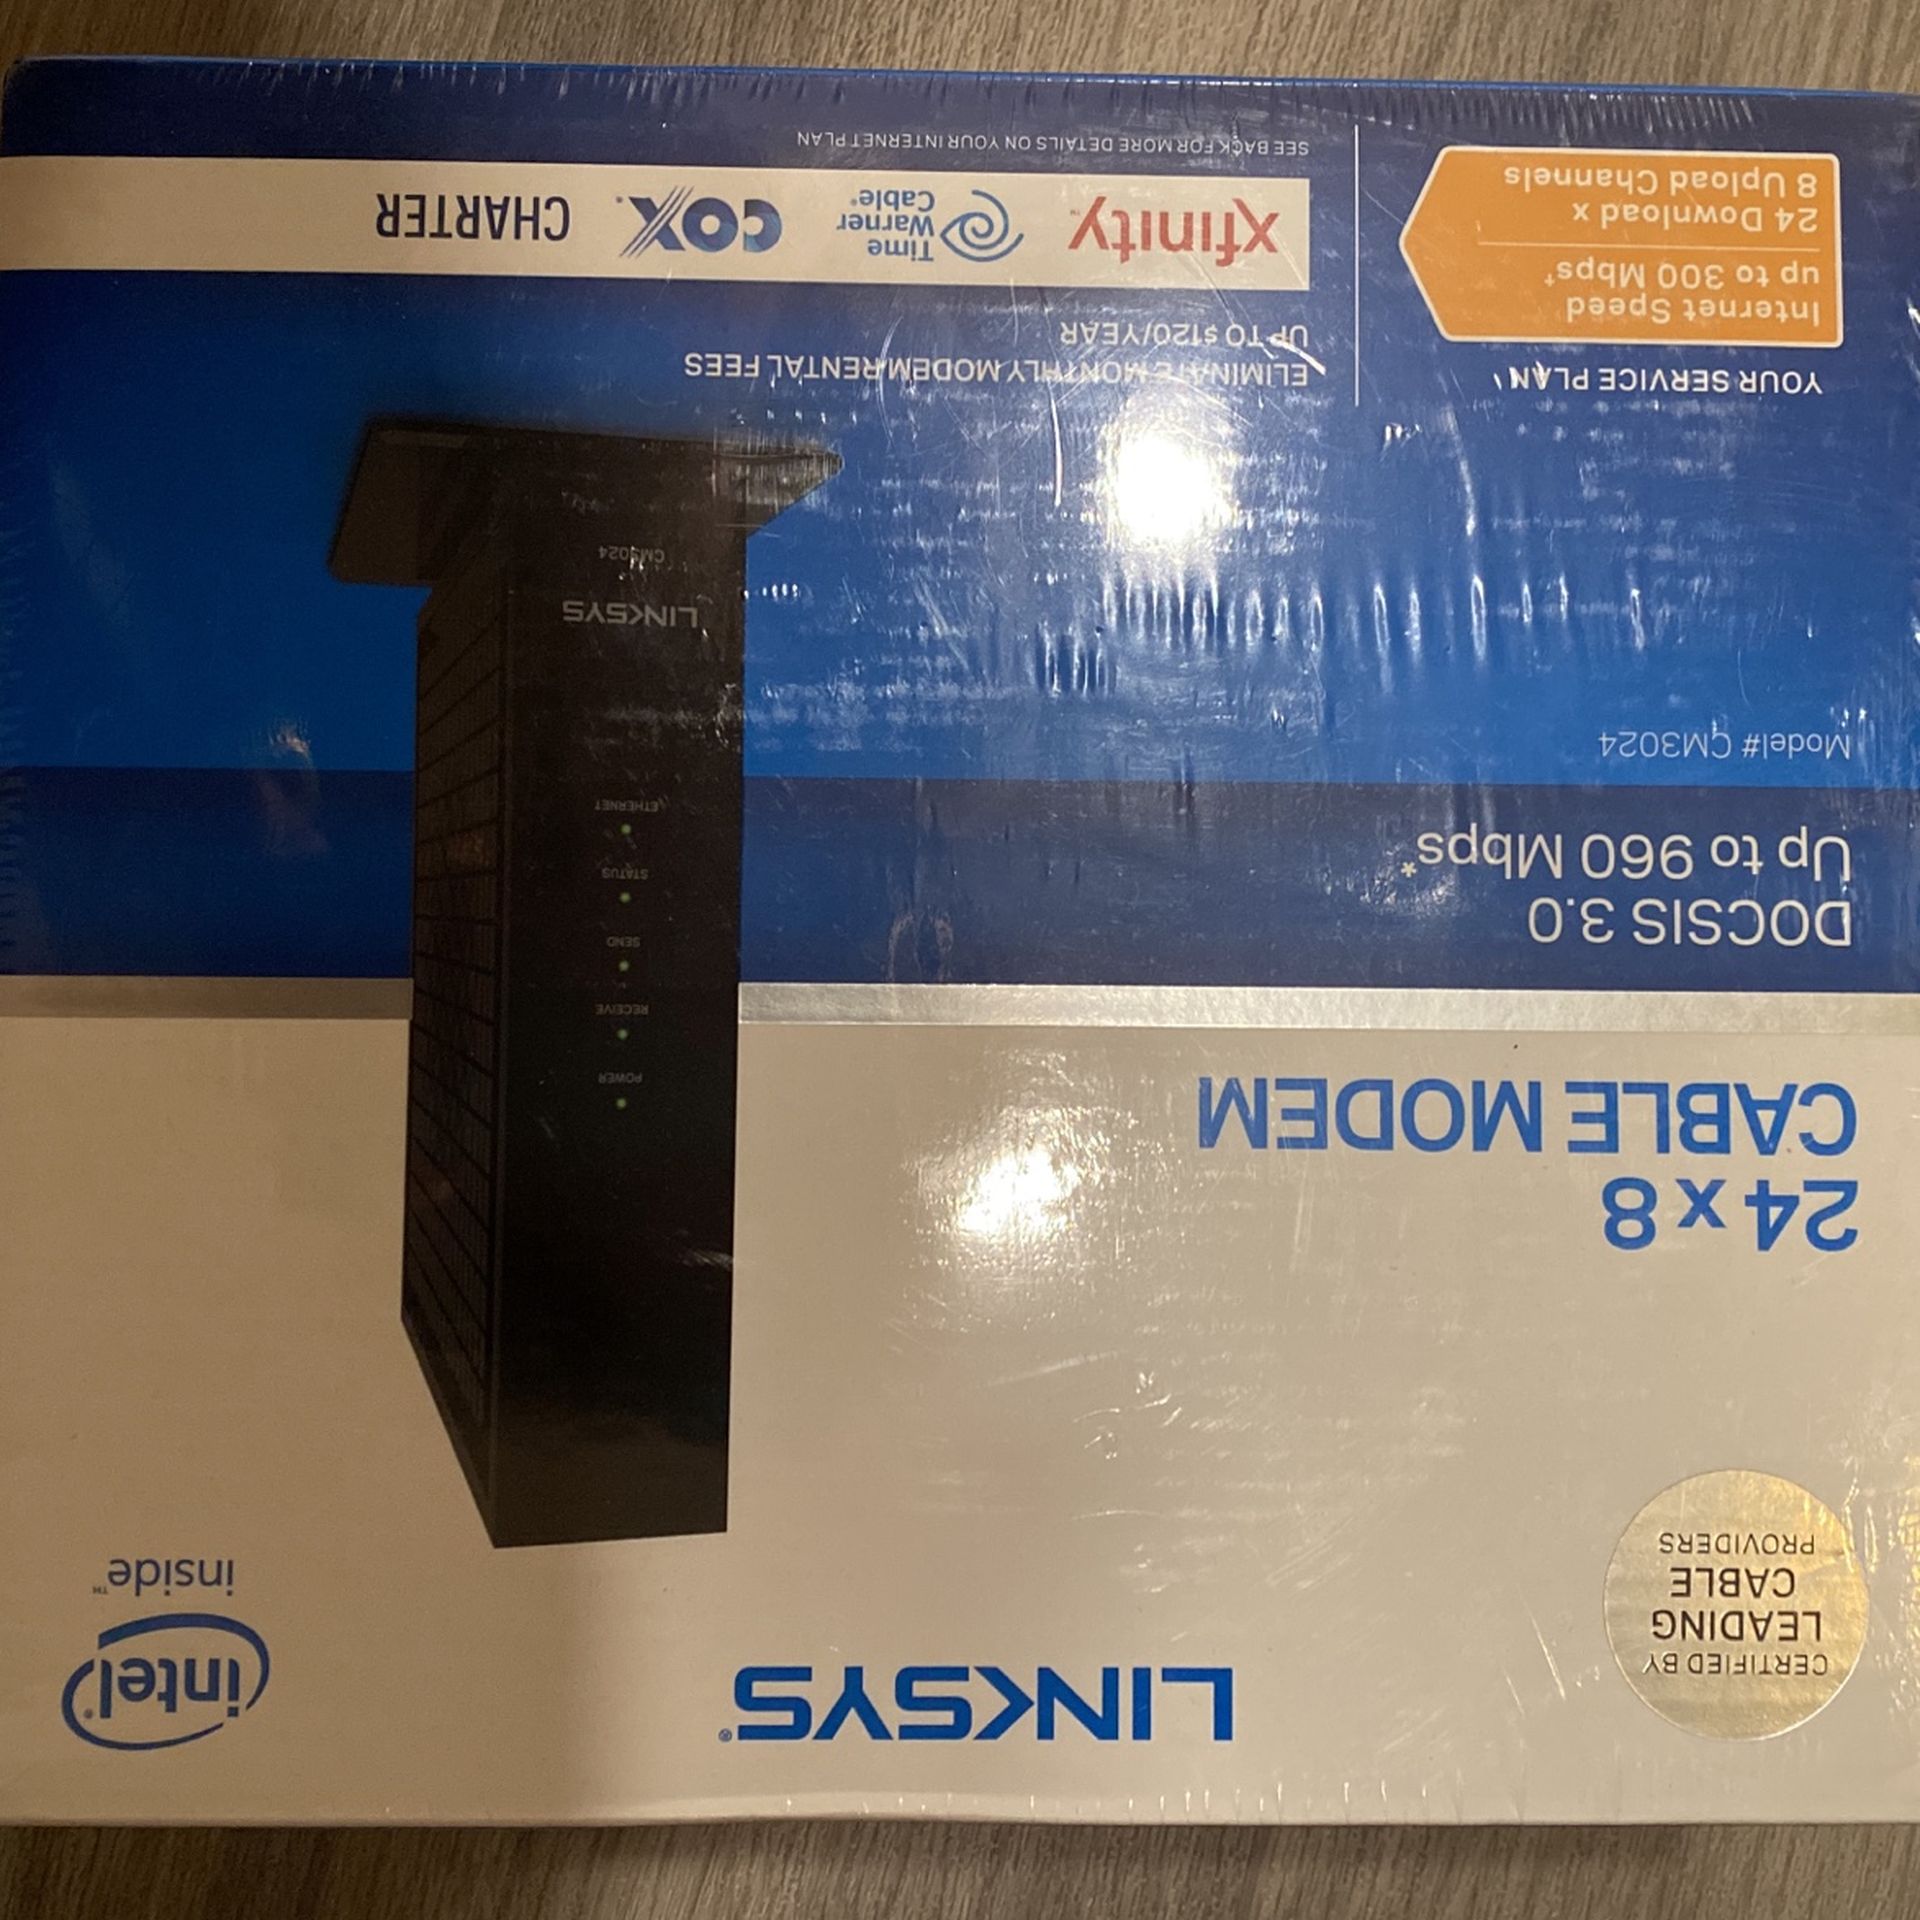 CERTIFIED BY
LEADING
CABLE
PROVIDERS
LINKSYS®
intel®
inside™
24 x 8
CABLE MODEM
DOCSIS 3.0
Up to 960 Mbps*
Model# CM3024
POWER
RECEIVE
SEND
STATUS
ETHERNET
LINKSYS
CM3024
YOUR SERVICE PLAN
Internet Speed
up to 300 Mbps†
24 Download x
8 Upload Channels
ELIMINATE MONTHLY MODEM RENTAL FEES
UP TO $120/YEAR
xfinity™
Time
Warner
Cable®
COX®
CHARTER
SEE BACK FOR MORE DETAILS ON YOUR INTERNET PLAN